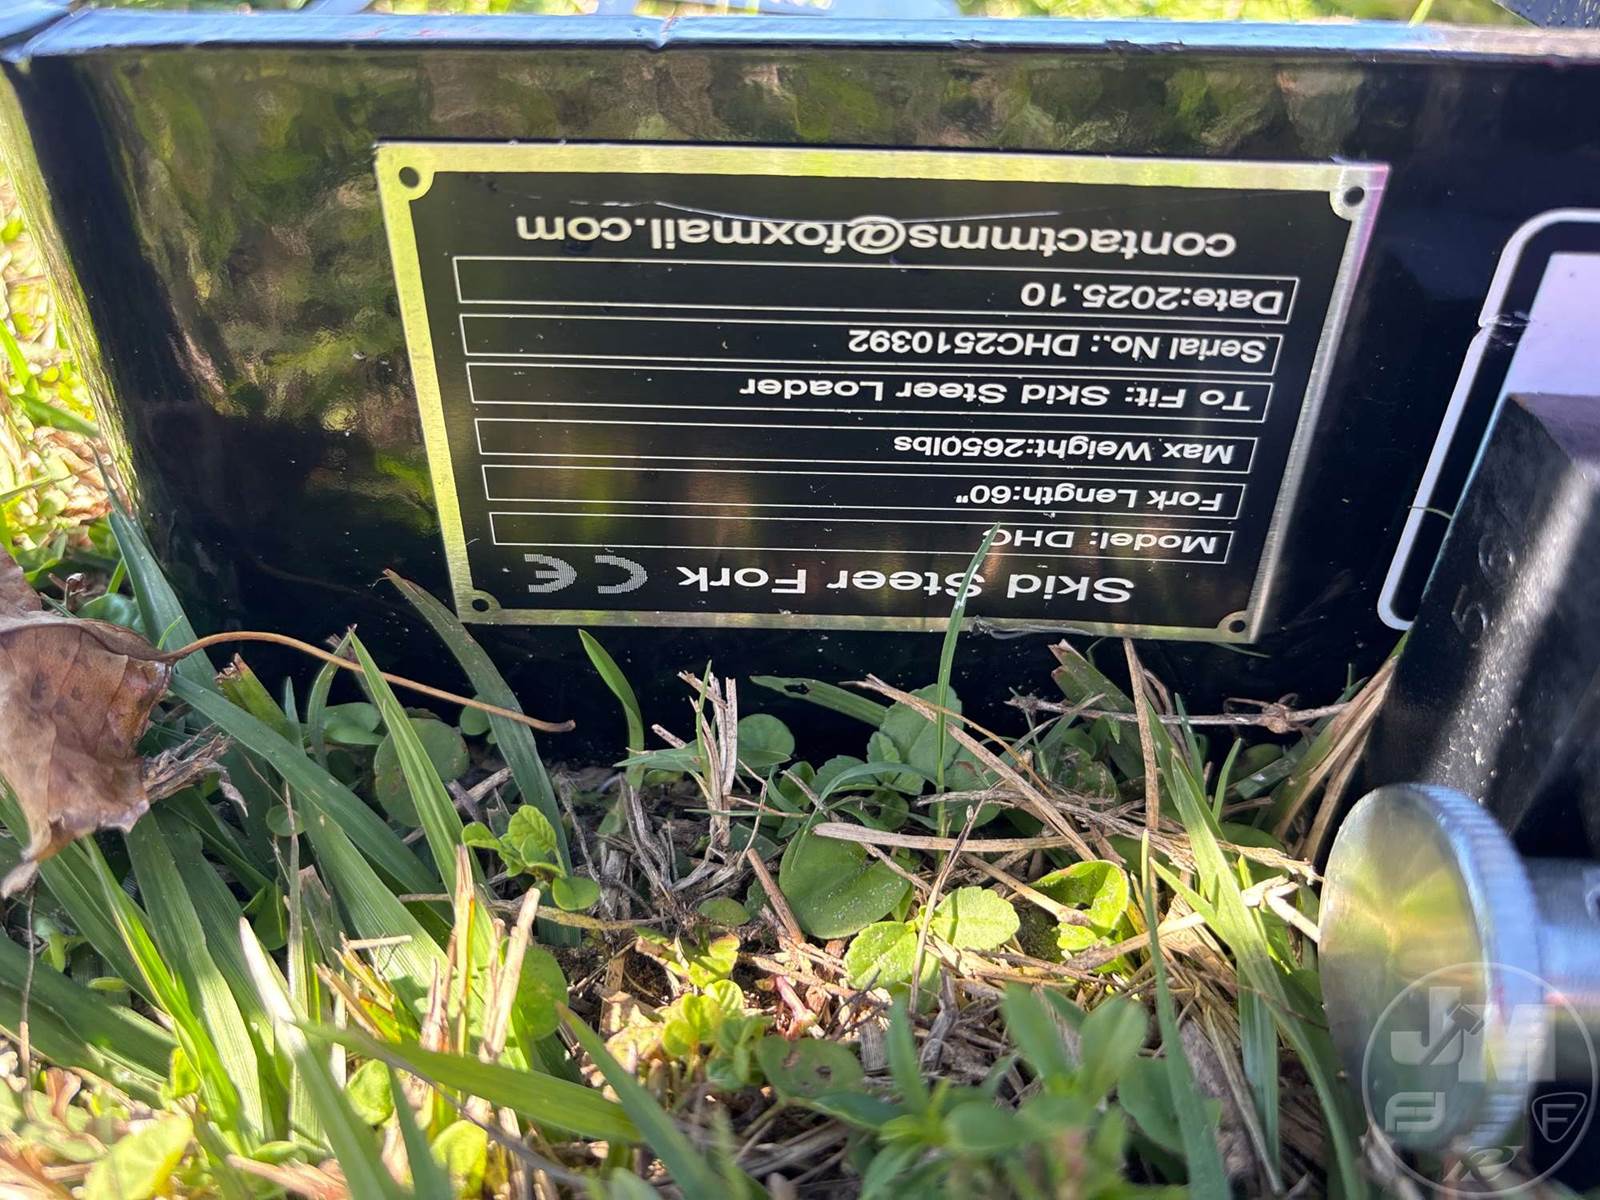 Skid Steer Fork CE
Model: DHC
Fork Length:60"
Max Weight:2650lbs
To Fit: Skid Steer Loader
Serial No.: DHC2510392
Date:2025.10
contactmms@foxmail.com
JM